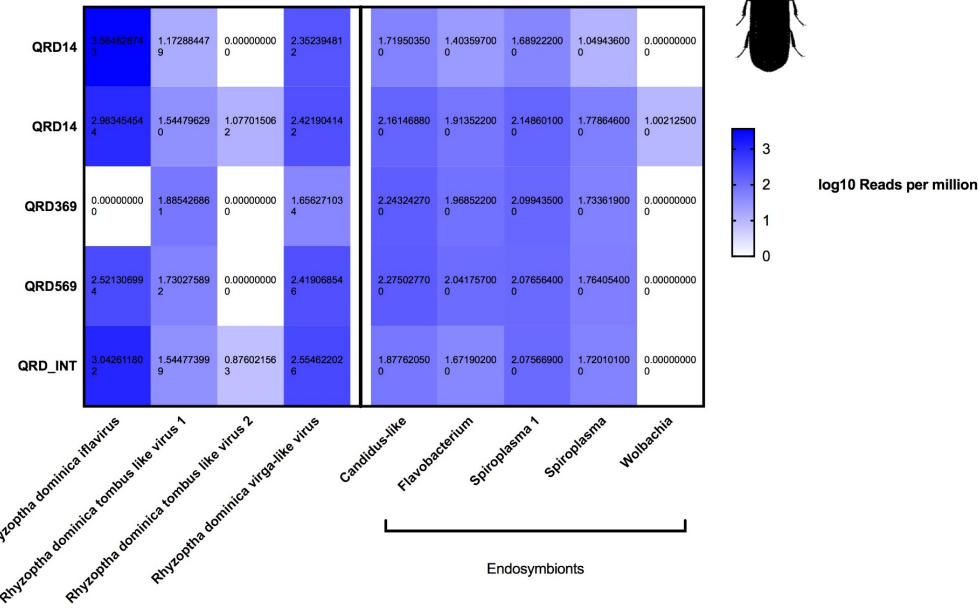 QRD14 1.17288447 0.00000000 2.35239481 1.71950350 1.40359700 1.68922200 1.04943600 0.00000000
9 0 2 0 0 0 0 0
QRD14 2.98345454 1.54479629 1.07701506 2.42190414 2.16146880 1.91352200 2.14860100 1.77864600 1.00212500
4 0 2 2 0 0 0 0 0
QRD369 0.00000000 1.88542686 0.00000000 1.65627103 2.24324270 1.96852200 2.09943500 1.73361900 0.00000000
0 1 0 4 0 0 0 0 0
QRD569 2.52130699 1.73027589 0.00000000 2.41906854 2.27502770 2.04175700 2.07656400 1.76405400 0.00000000
4 2 0 6 0 0 0 0 0
QRD_INT 3.04261180 1.54477399 0.87602156 2.55462202 1.87762050 1.67190200 2.07566900 1.72010100 0.00000000
2 9 3 6 0 0 0 0 0
3
2
1
0
log10 Reads per million
yzoptha dominica iflavirus
Rhyzoptha dominica tombus like virus 1
Rhyzoptha dominica tombus like virus 2
Rhyzoptha dominica virga-like virus
Candidus-like
Flavobacterium
Spiroplasma 1
Spiroplasma
Wolbachia
Endosymbionts